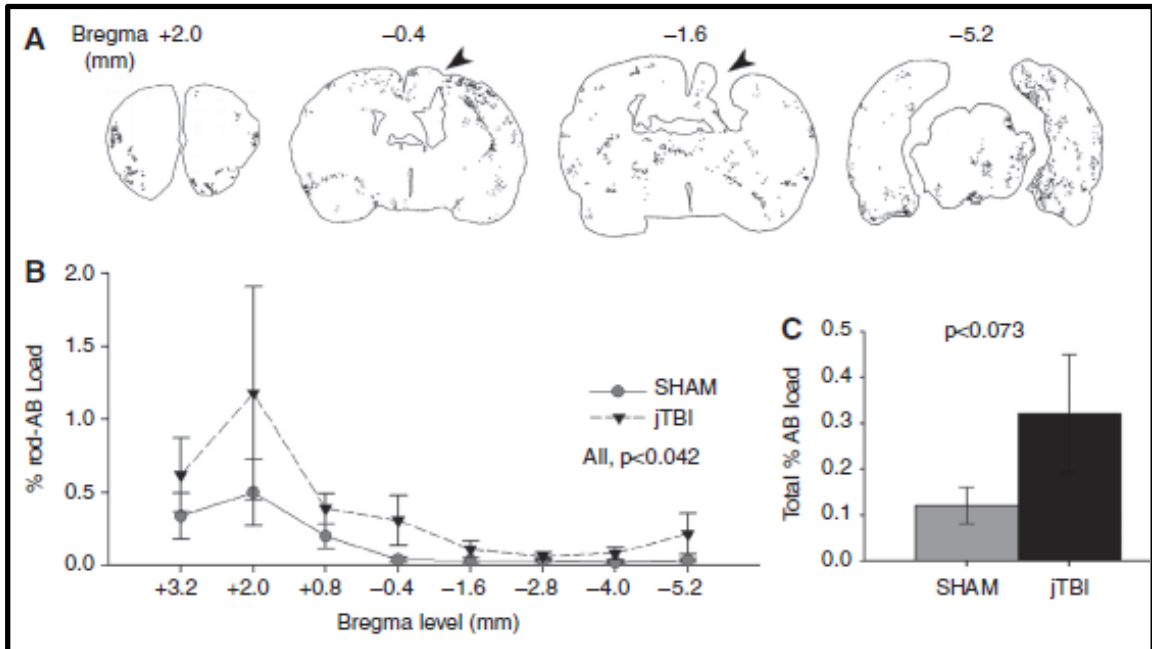 A
Bregma +2.0 −0.4 −1.6 −5.2
(mm)
B
2.0
1.5
1.0
0.5
0.0
% rod-AB Load
SHAM
jTBI
All, p<0.042
+3.2 +2.0 +0.8 −0.4 −1.6 −2.8 −4.0 −5.2
Bregma level (mm)
C
p<0.073
0.5
0.4
0.3
0.2
0.1
0.0
Total % AB load
SHAM jTBI